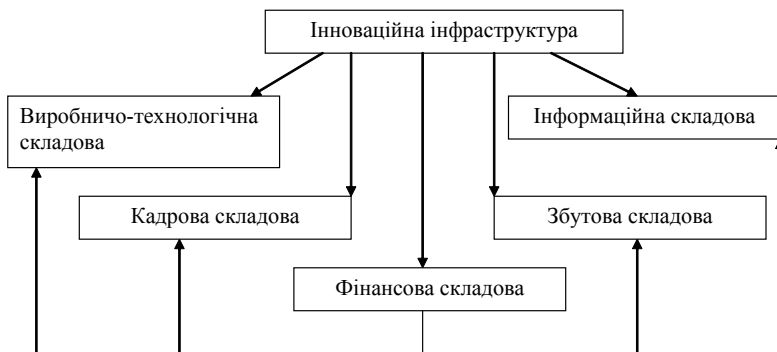 Інноваційна інфраструктура
Виробничо-технологічна
складова
Інформаційна складова
Кадрова складова
Збутова складова
Фінансова складова